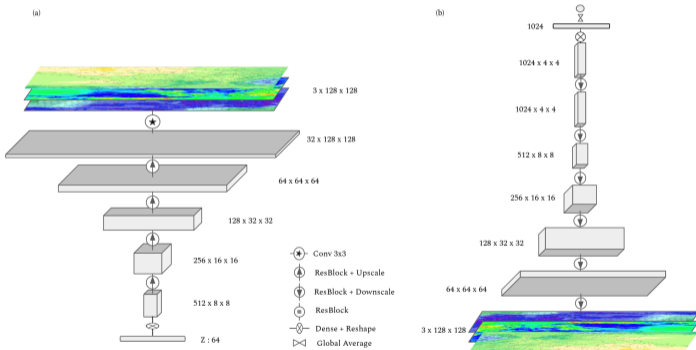 (a)
3 x 128 x 128
32 x 128 x 128
64 x 64 x 64
128 x 32 x 32
256 x 16 x 16
512 x 8 x 8
Z : 64
Conv 3x3
ResBlock + Upscale
ResBlock + Downscale
ResBlock
Dense + Reshape
Global Average
(b)
1024
1024 x 4 x 4
1024 x 4 x 4
512 x 8 x 8
256 x 16 x 16
128 x 32 x 32
64 x 64 x 64
3 x 128 x 128